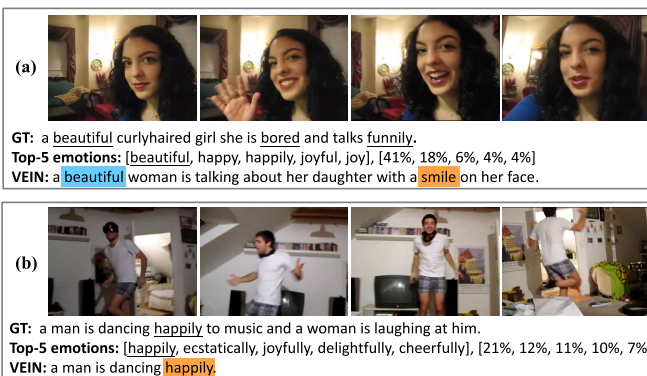 (a)
GT: a beautiful curlyhaired girl she is bored and talks funnily.
Top-5 emotions: [beautiful, happy, happily, joyful, joy], [41%, 18%, 6%, 4%, 4%]
VEIN: a beautiful woman is talking about her daughter with a smile on her face.
(b)
GT: a man is dancing happily to music and a woman is laughing at him.
Top-5 emotions: [happily, ecstatically, joyfully, delightfully, cheerfully], [21%, 12%, 11%, 10%, 7%
VEIN: a man is dancing happily.